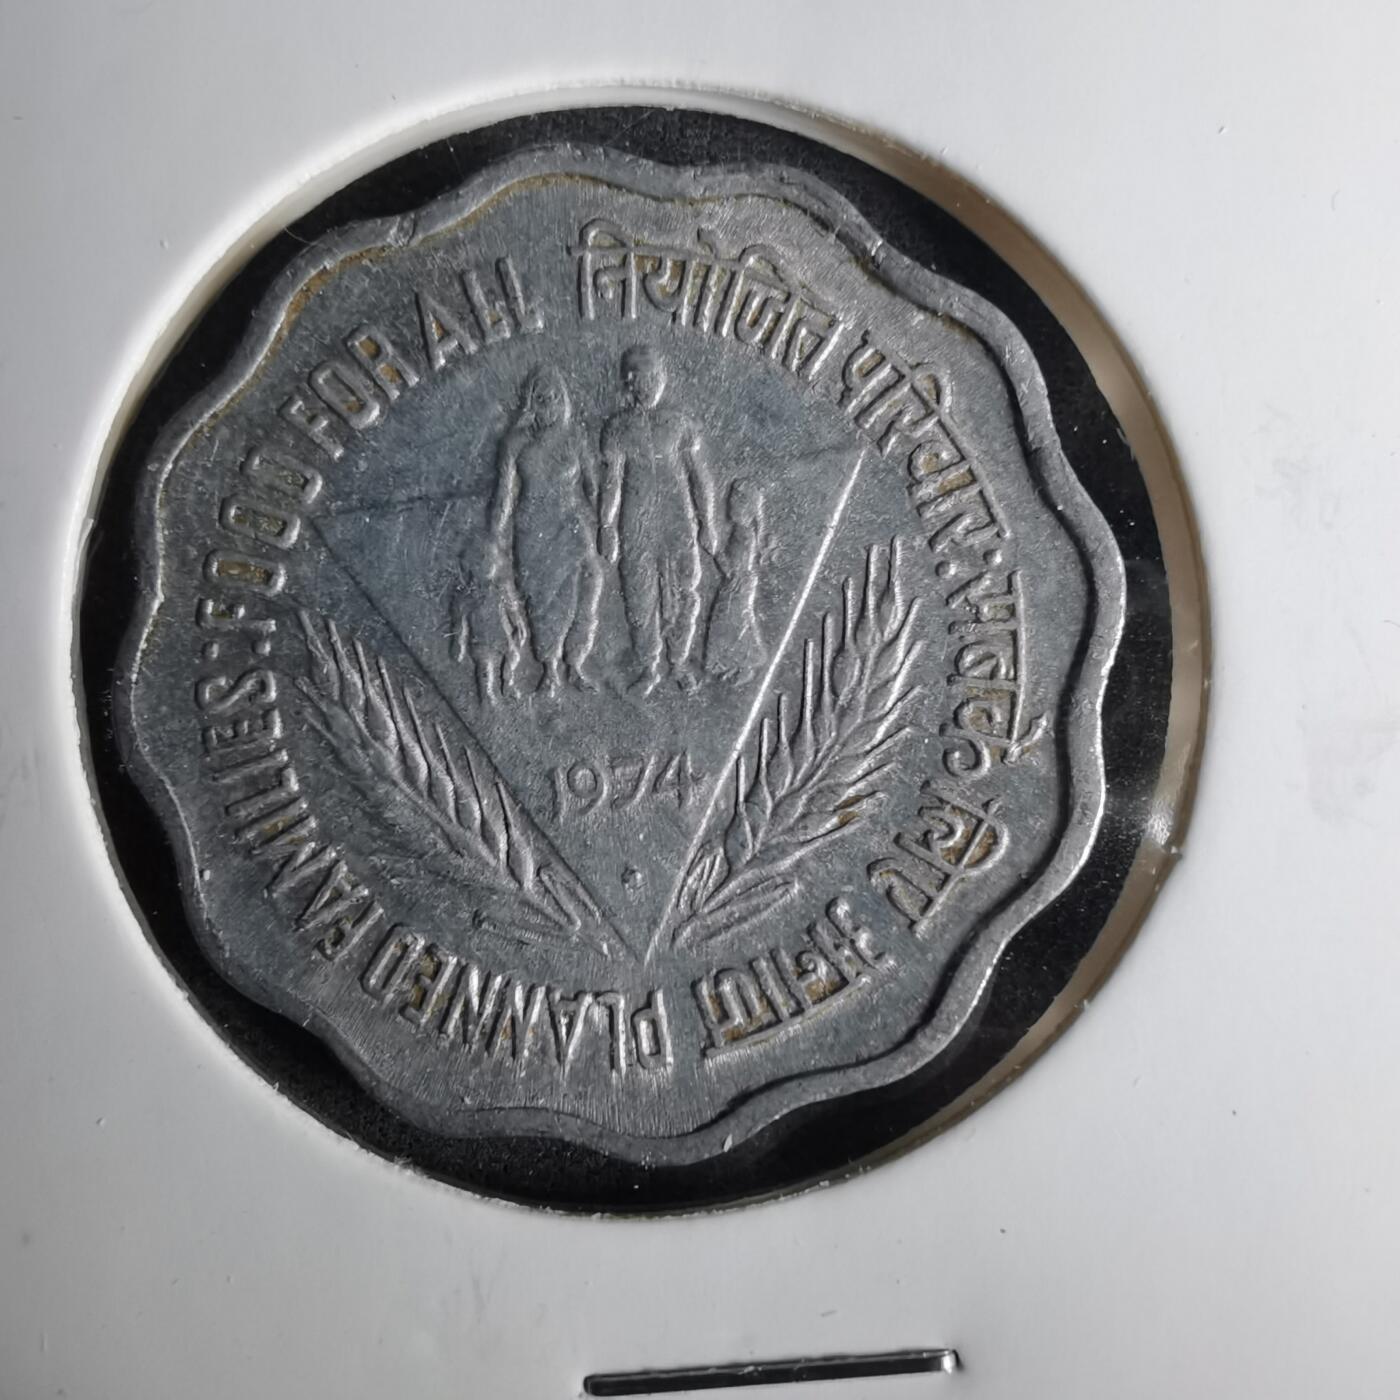 PLANNED FAMILIES: FOOD FOR ALL
नियोजित परिवार: सबके लिए अनाज
1974